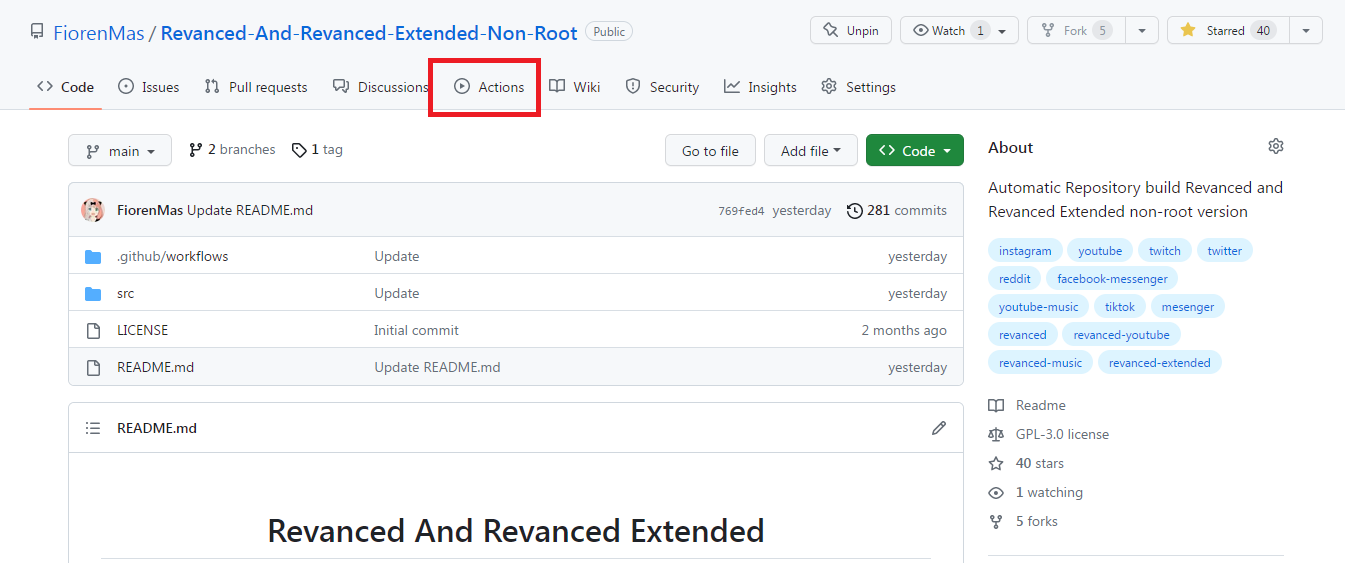 FiorenMas / Revanced-And-Revanced-Extended-Non-Root Public
Unpin Watch 1 Fork 5 Starred 40
Code Issues Pull requests Discussions Actions Wiki Security Insights Settings
main 2 branches 1 tag Go to file Add file Code
FiorenMas Update README.md 769fed4 yesterday 281 commits
.github/workflows Update yesterday
src Update yesterday
LICENSE Initial commit 2 months ago
README.md Update README.md yesterday
README.md
Revanced And Revanced Extended
About
Automatic Repository build Revanced and
Revanced Extended non-root version
instagram youtube twitch twitter
reddit facebook-messenger
youtube-music tiktok mesenger
revanced revanced-youtube
revanced-music revanced-extended
Readme
GPL-3.0 license
40 stars
1 watching
5 forks